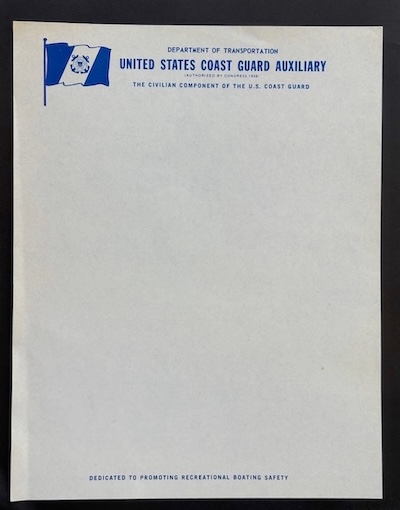 DEPARTMENT OF TRANSPORTATION
UNITED STATES COAST GUARD AUXILIARY
(AUTHORIZED BY CONGRESS 1939)
THE CIVILIAN COMPONENT OF THE U.S. COAST GUARD
DEDICATED TO PROMOTING RECREATIONAL BOATING SAFETY